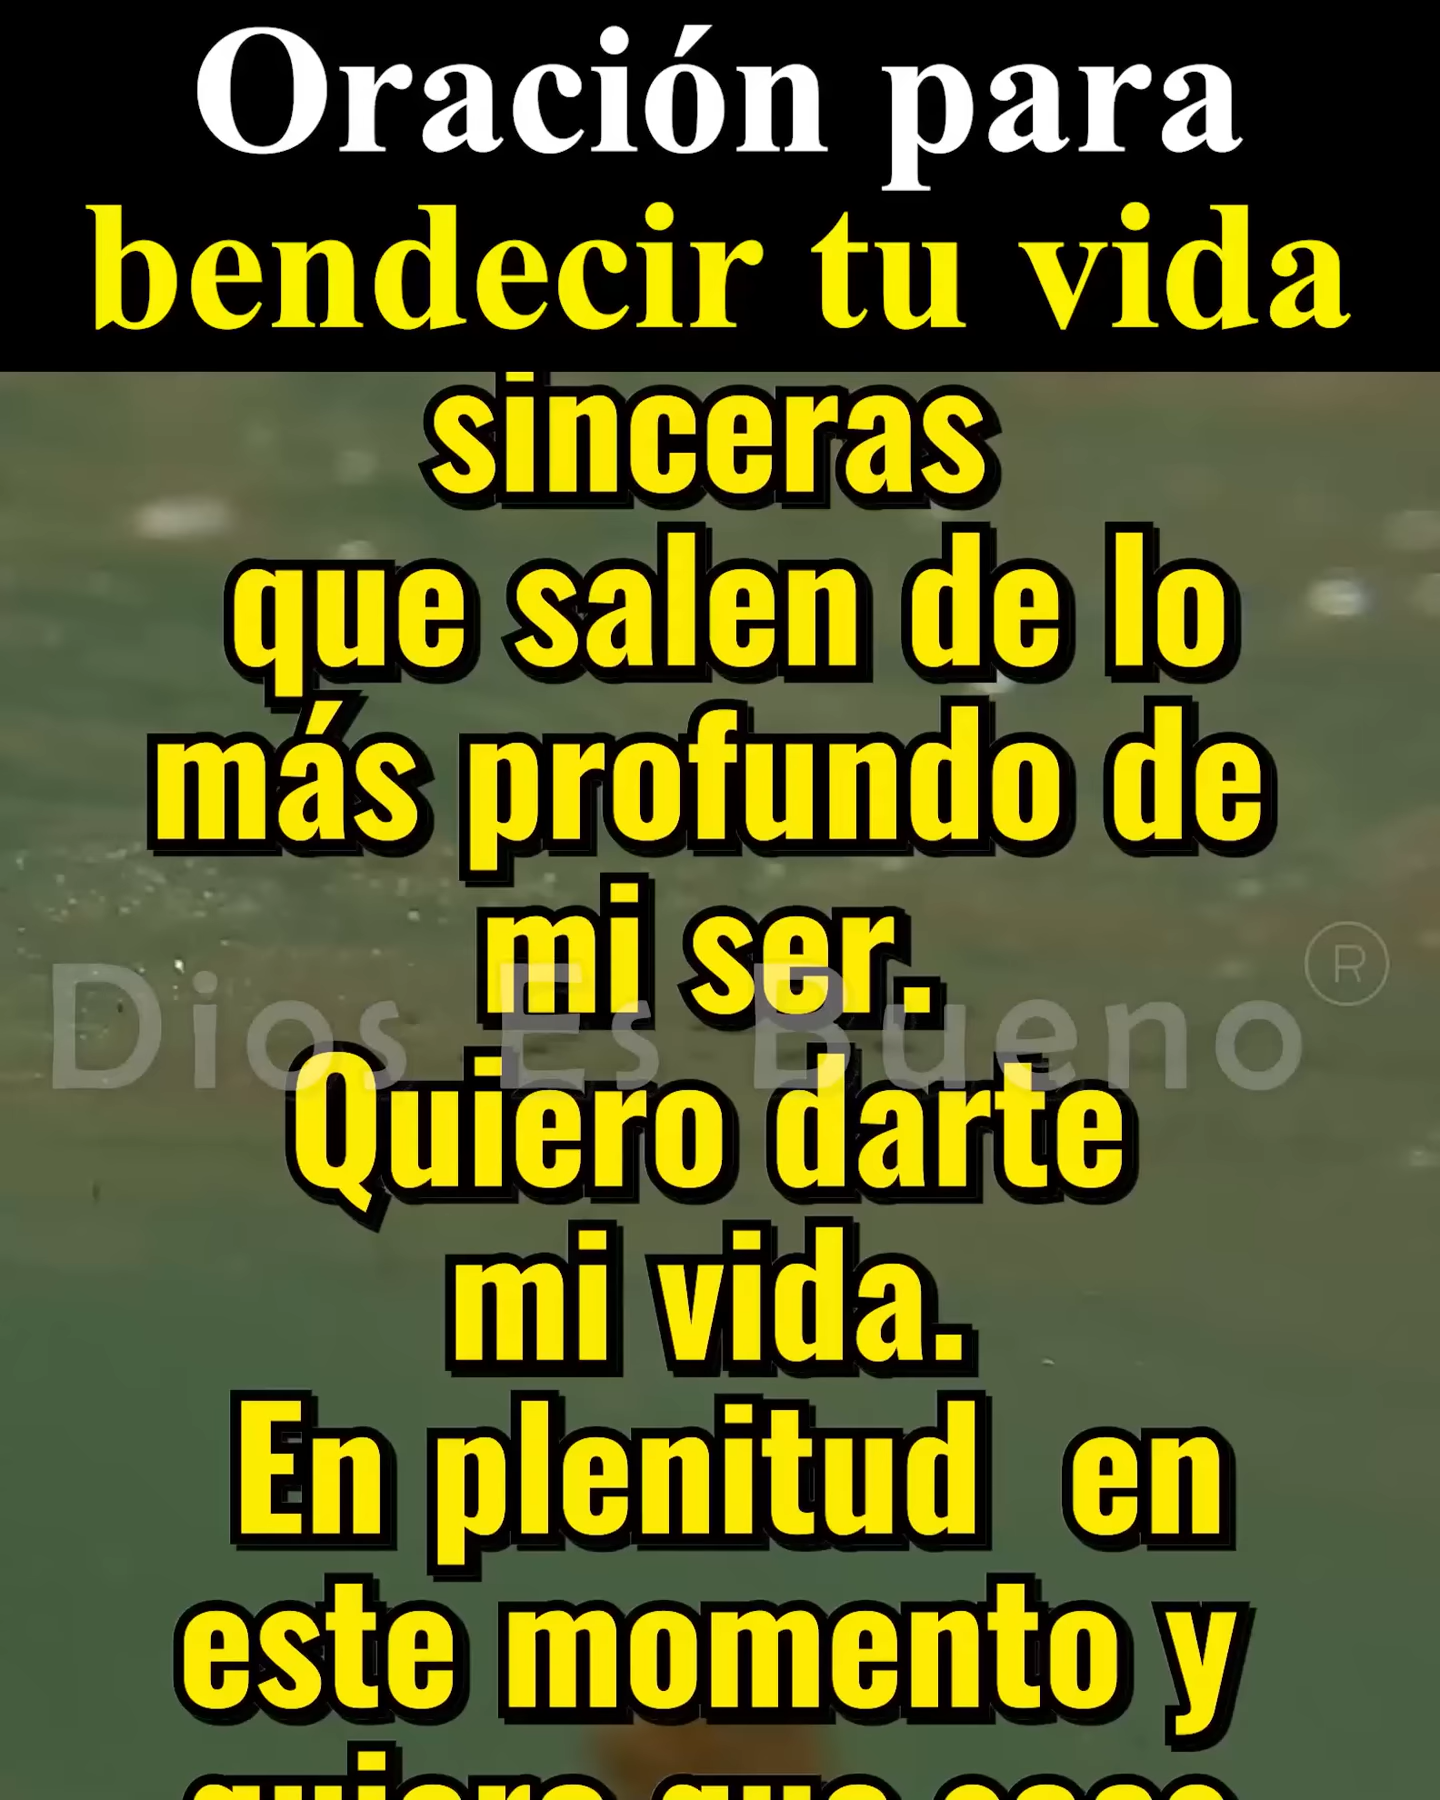 Oración para
bendecir tu vida
sinceras
que salen de lo
más profundo de
mi ser.
Dios Es Bueno ®
Quiero darte
mi vida.
En plenitud en
este momento y